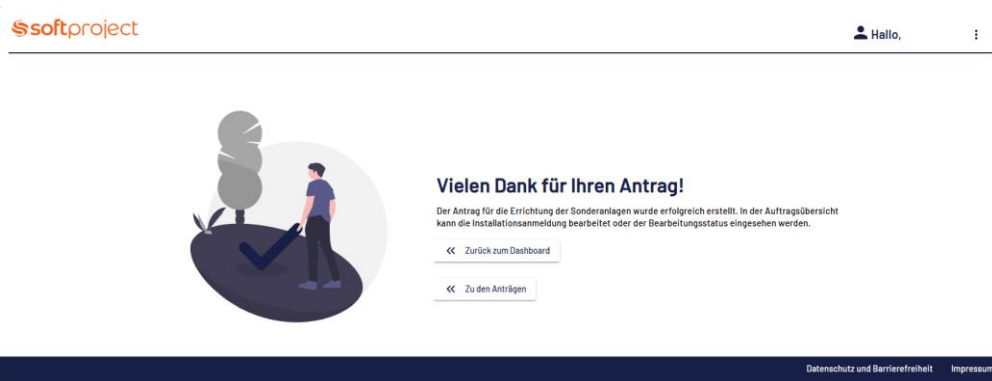 softproject
Hallo,
Vielen Dank für Ihren Antrag!
Der Antrag für die Errichtung der Sonderanlagen wurde erfolgreich erstellt. In der Auftragsübersicht
kann die Installationsanmeldung bearbeitet oder der Bearbeitungsstatus eingesehen werden.
Zurück zum Dashboard
Zu den Anträgen
Datenschutz und Barrierefreiheit Impressum